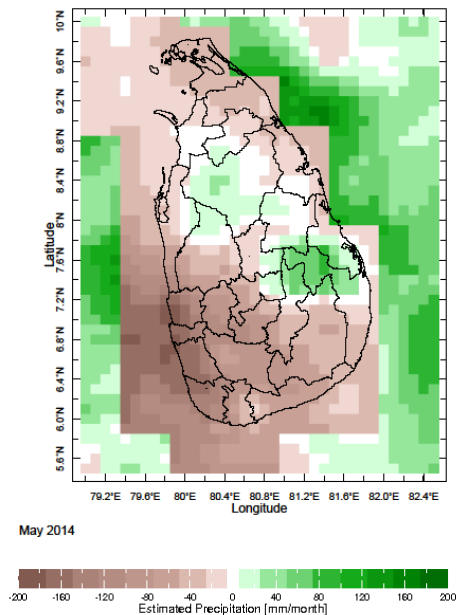 10°N
9.6°N
9.2°N
8.8°N
8.4°N
8°N
7.6°N
7.2°N
6.8°N
6.4°N
6.0°N
5.6°N
Latitude
79.2°E 79.6°E 80°E 80.4°E 80.8°E 81.2°E 81.6°E 82.0°E 82.4°E
Longitude
May 2014
-200 -160 -120 -80 -40 0 40 80 120 160 200
Estimated Precipitation [mm/month]